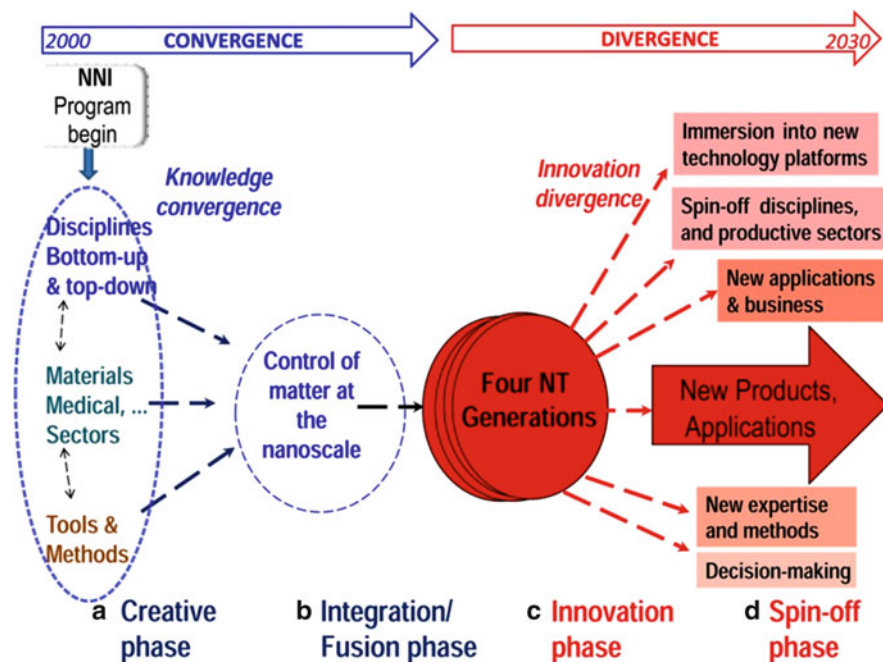 2000 CONVERGENCE
DIVERGENCE 2030
NNI
Program
begin
Knowledge
convergence
Disciplines
Bottom-up
& top-down
Materials
Medical, ...
Sectors
Tools &
Methods
Control of
matter at
the
nanoscale
Four NT
Generations
Innovation
divergence
Immersion into new
technology platforms
Spin-off disciplines,
and productive sectors
New applications
& business
New Products,
Applications
New expertise
and methods
Decision-making
a Creative
phase
b Integration/
Fusion phase
c Innovation
phase
d Spin-off
phase